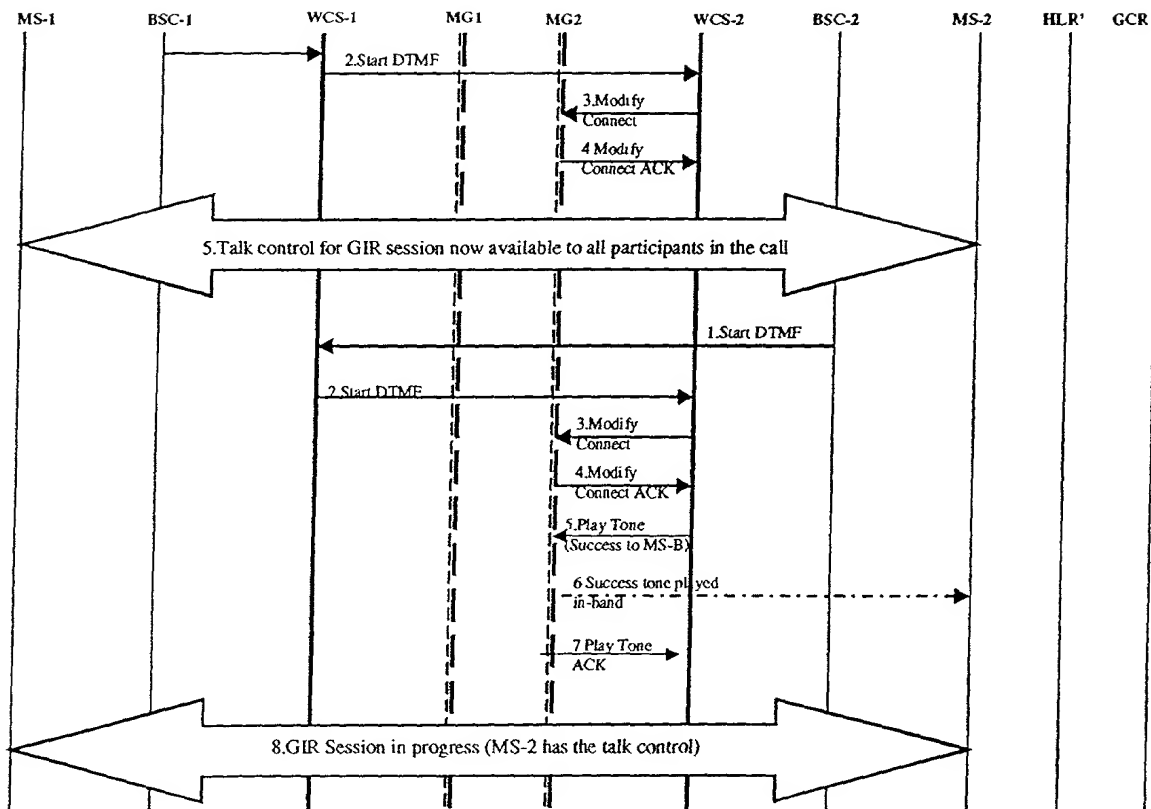 MS-1 BSC-1 WCS-1 MG1 MG2 WCS-2 BSC-2 MS-2 HLR' GCR
2.Start DTMF
3.Modify
Connect
4 Modify
Connect ACK
5.Talk control for GIR session now available to all participants in the call
1.Start DTMF
2.Start DTMF
3.Modify
Connect
4.Modify
Connect ACK
5.Play Tone
(Success to MS-B)
6 Success tone played
in-band
7 Play Tone
ACK
8.GIR Session in progress (MS-2 has the talk control)